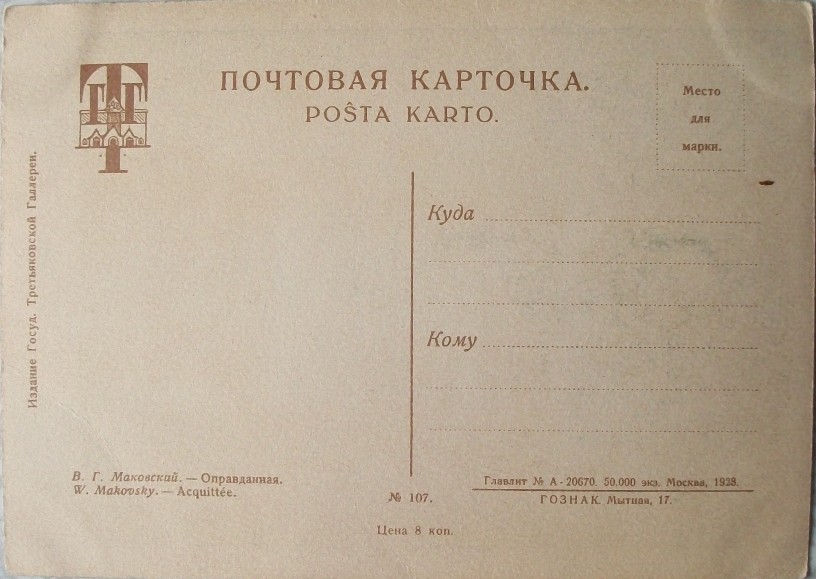 ПОЧТОВАЯ КАРТОЧКА.
POŜTA KARTO.
Место
для
марки.
Издание Госуд. Третьяковской Галлереи.
Куда
Кому
В. Г. Маковский. — Оправданная.
W. Makovsky. — Acquittée.
№ 107.
Цена 8 коп.
Главлит № А-20670. 50.000 экз. Москва, 1928.
ГОЗНАК. Мытная, 17.